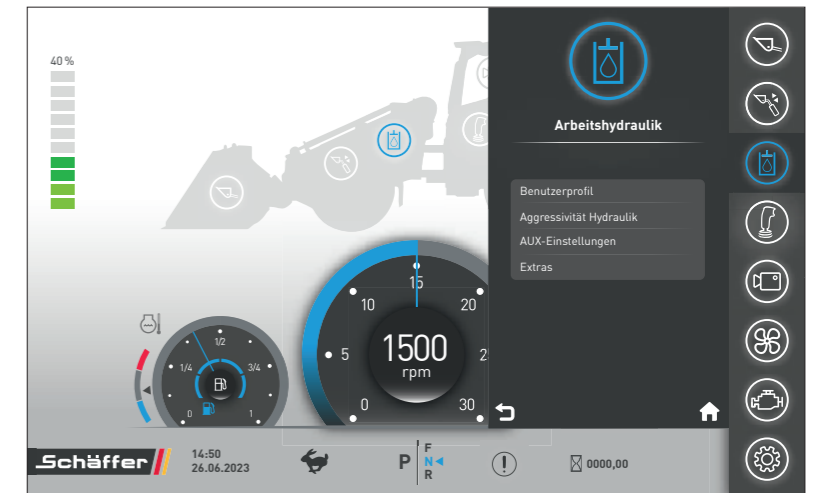 40 %
Arbeitshydraulik
Benutzerprofil
Aggressivität Hydraulik
AUX-Einstellungen
Extras
15
10
20
5
1500
rpm
2
0
30
1/2
1/4
3/4
0
1
Schäffer
14:50
26.06.2023
P
F
N
R
0000,00